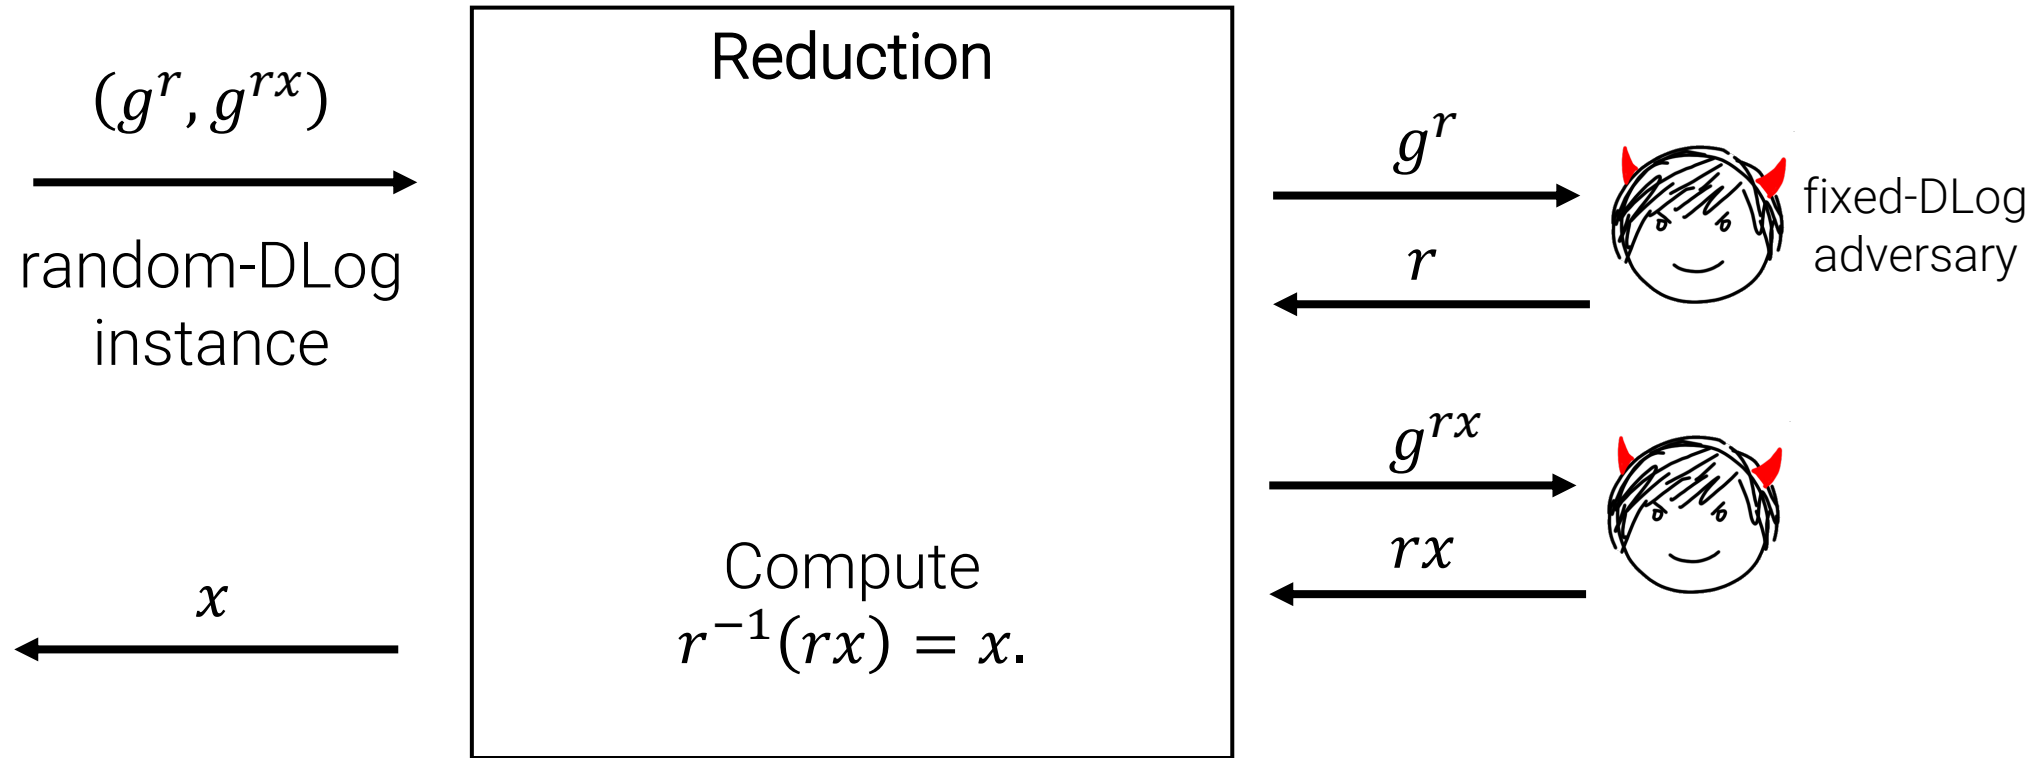 Reduction
(g^r, g^{rx})
random-DLog
instance
g^r
r
fixed-DLog
adversary
g^{rx}
rx
Compute
r^{-1}(rx) = x.
x